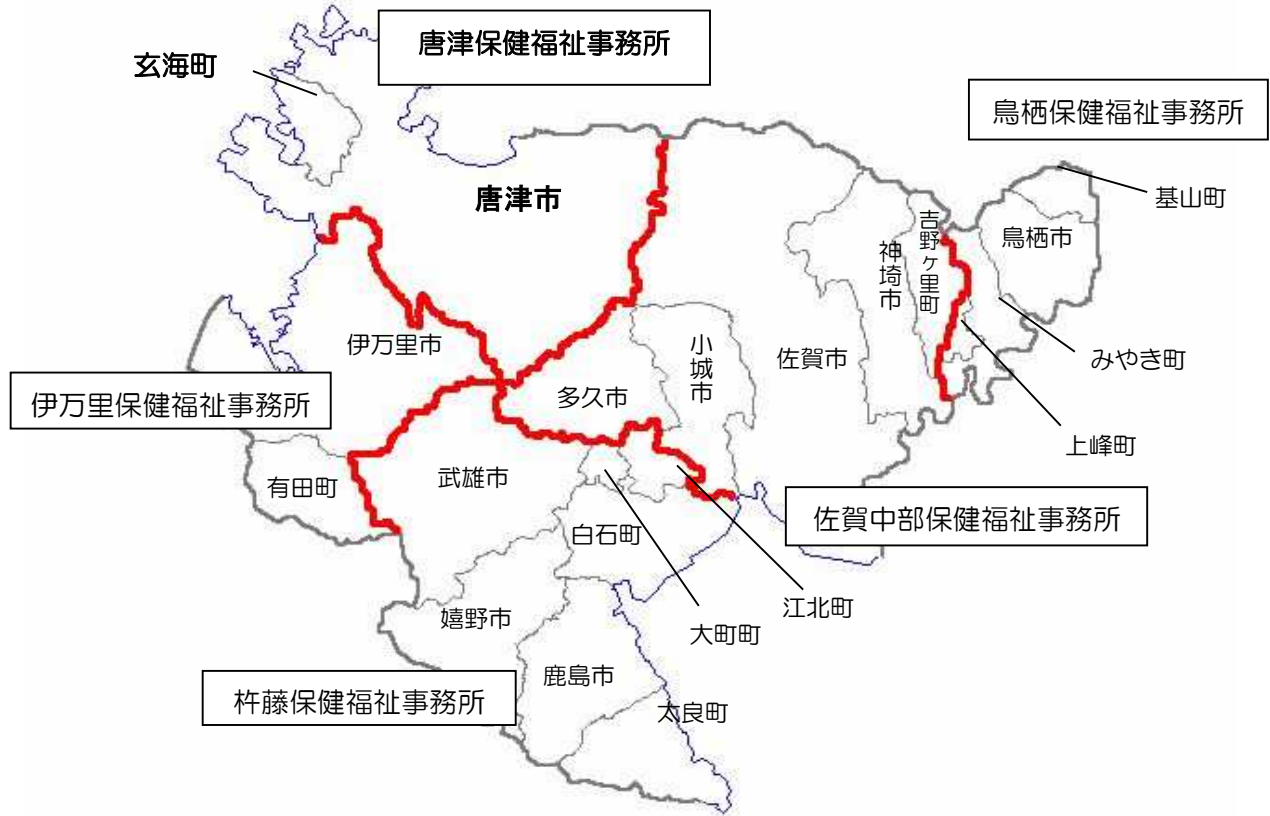 唐津保健福祉事務所
玄海町
鳥栖保健福祉事務所
基山町
唐津市
鳥栖市
吉野ヶ里町
神埼市
伊万里市
小城市
佐賀市
みやき町
伊万里保健福祉事務所
多久市
上峰町
有田町
武雄市
佐賀中部保健福祉事務所
白石町
江北町
嬉野市
大町町
鹿島市
杵藤保健福祉事務所
太良町